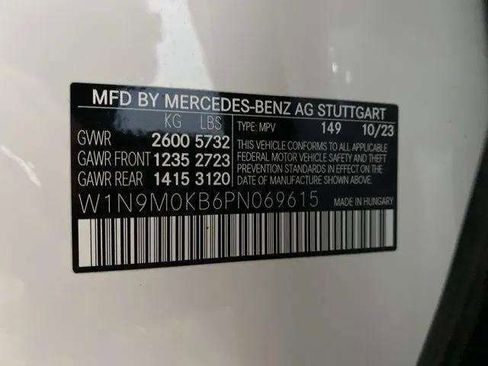 MFD BY MERCEDES-BENZ AG STUTTGART
KG LBS TYPE: MPV 149 10/23
GVWR 2600 5732
GAWR FRONT 1235 2723
GAWR REAR 1415 3120
THIS VEHICLE CONFORMS TO ALL APPLICABLE
FEDERAL MOTOR VEHICLE SAFETY AND THEFT
PREVENTION STANDARDS IN EFFECT ON THE
DATE OF MANUFACTURE SHOWN ABOVE.
W1N9M0KB6PN069615 MADE IN HUNGARY